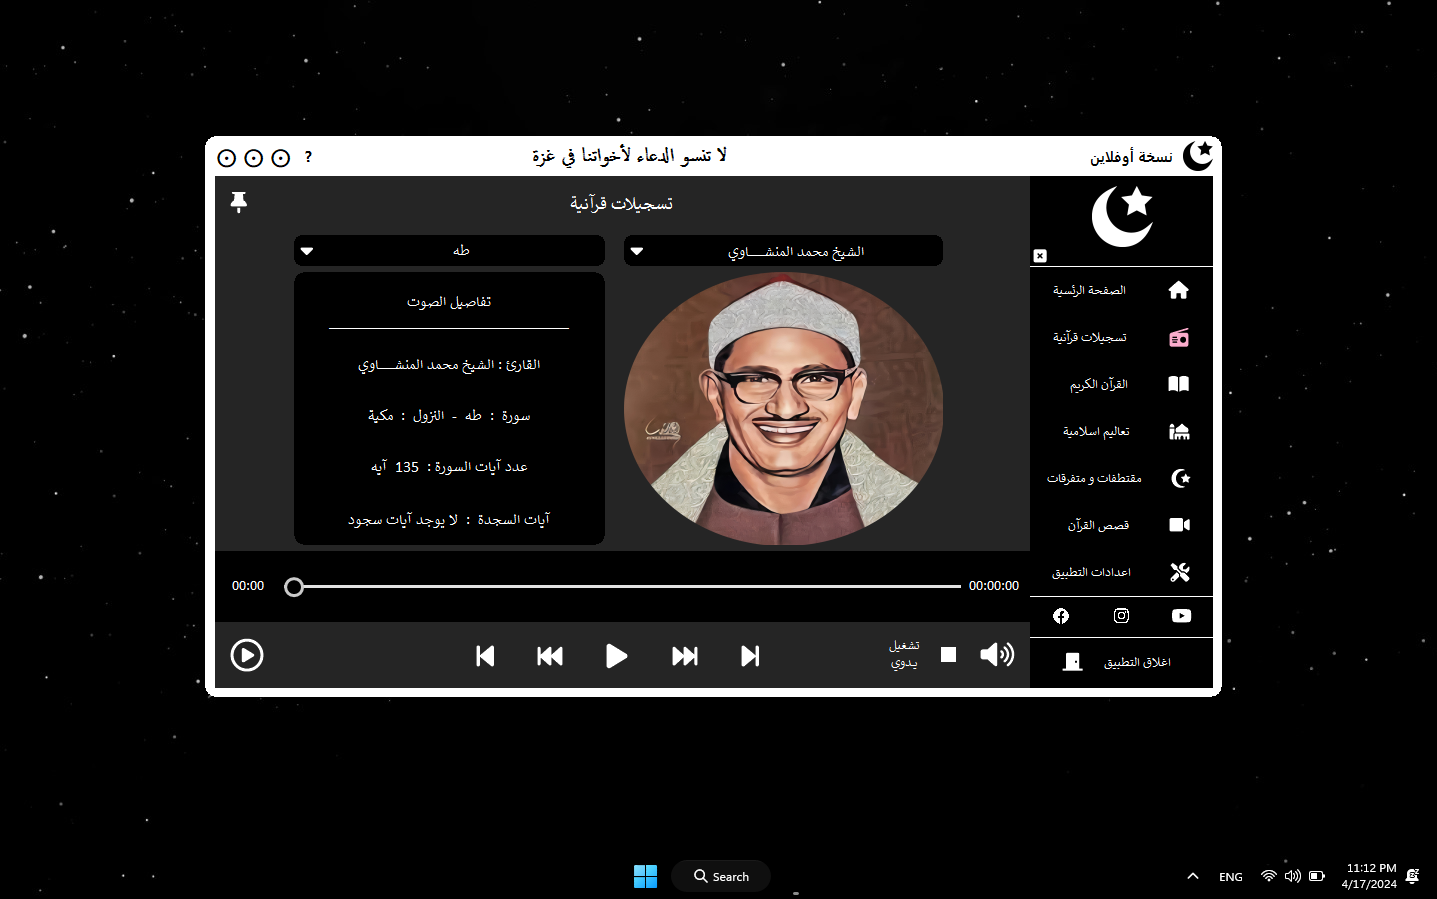 نسخة أوفلاين
لا تنسو الدعاء لأخواتنا في غزة
?
تسجيلات قرآنية
الشيخ محمد المنشــــاوي
طه
تفاصيل الصوت
القارئ : الشيخ محمد المنشــــاوي
سورة : طه - النزول : مكية
عدد آيات السورة : 135 آيه
آيات السجدة : لا يوجد آيات سجود
الصفحة الرئسية
تسجيلات قرآنية
القرآن الكريم
تعاليم اسلامية
مقتطفات و متفرقات
قصص القرآن
اعدادات التطبيق
اغلاق التطبيق
00:00
00:00:00
تشغيل
يدوي
Search
ENG
11:12 PM
4/17/2024